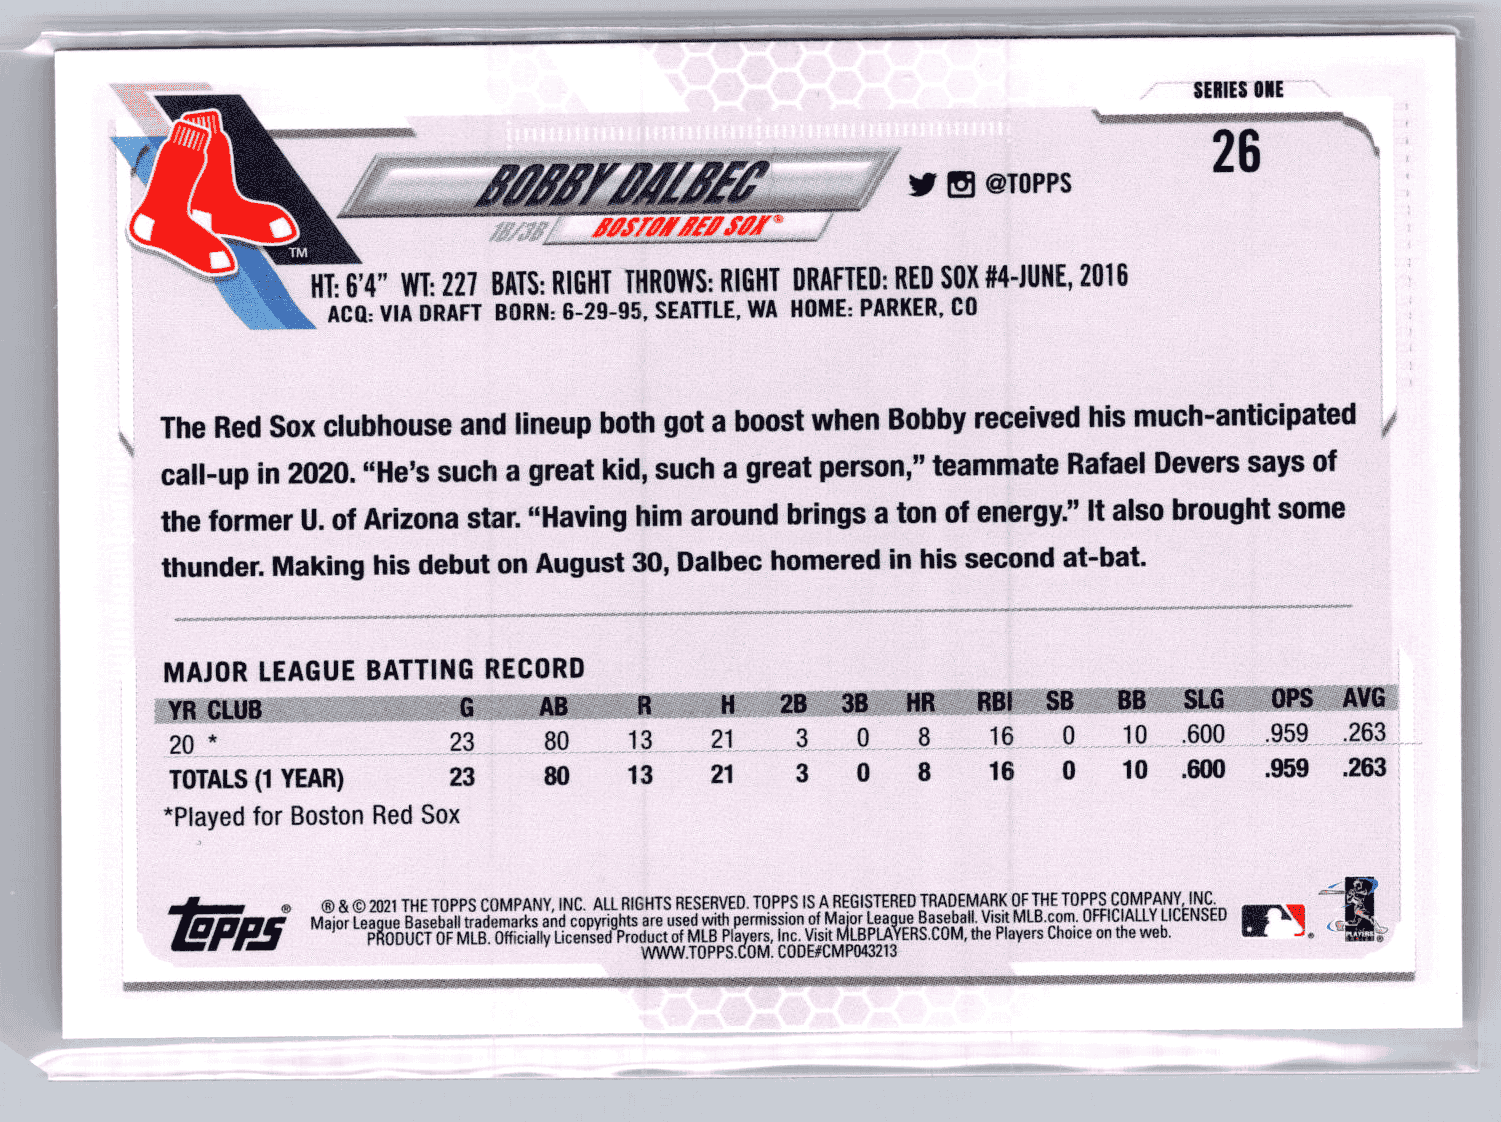 SERIES ONE
26
BOBBY DALBEC
@TOPPS
1B/3B BOSTON RED SOX®
TM
HT: 6'4" WT: 227 BATS: RIGHT THROWS: RIGHT DRAFTED: RED SOX #4-JUNE, 2016
ACQ: VIA DRAFT BORN: 6-29-95, SEATTLE, WA HOME: PARKER, CO
The Red Sox clubhouse and lineup both got a boost when Bobby received his much-anticipated
call-up in 2020. “He’s such a great kid, such a great person,” teammate Rafael Devers says of
the former U. of Arizona star. “Having him around brings a ton of energy.” It also brought some
thunder. Making his debut on August 30, Dalbec homered in his second at-bat.
MAJOR LEAGUE BATTING RECORD
YR CLUB G AB R H 2B 3B HR RBI SB BB SLG OPS AVG
20 * 23 80 13 21 3 0 8 16 0 10 .600 .959 .263
TOTALS (1 YEAR) 23 80 13 21 3 0 8 16 0 10 .600 .959 .263
*Played for Boston Red Sox
topps®
® & © 2021 THE TOPPS COMPANY, INC. ALL RIGHTS RESERVED. TOPPS IS A REGISTERED TRADEMARK OF THE TOPPS COMPANY, INC.
Major League Baseball trademarks and copyrights are used with permission of Major League Baseball. Visit MLB.com. OFFICIALLY LICENSED
PRODUCT OF MLB. Officially Licensed Product of MLB Players, Inc. Visit MLBPLAYERS.COM, the Players Choice on the web.
WWW.TOPPS.COM. CODE#CMP043213
PLAYERS